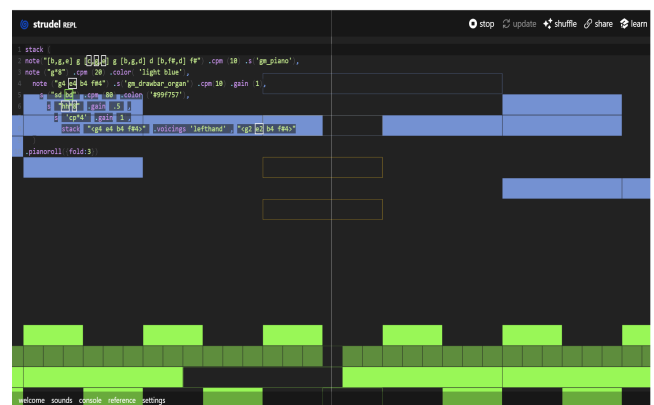 strudel REPL
stop update shuffle share learn
1 stack (
2 note("[b,g,e] g [c,g,e] g [b,g,d] d [b,f#,d] f#") .cpm (10) .s('gm_piano'),
3 note ("g*8") .cpm (20) .color( 'light blue'),
4 note ("g4 e4 b4 f#4") .s('gm_drawbar_organ') .cpm(10) .gain (1),
5 s ("sd bd") .cpm (80) .color ('#99f757'),
6 s ("hh*8") .gain(.5),
s ('cp*4') .gain( 1 ),
stack( "<g4 e4 b4 f#4>") .voicings('lefthand'), "<g2 e2 b4 f#4>"
)
.pianoroll({fold:3})
welcome sounds console reference settings